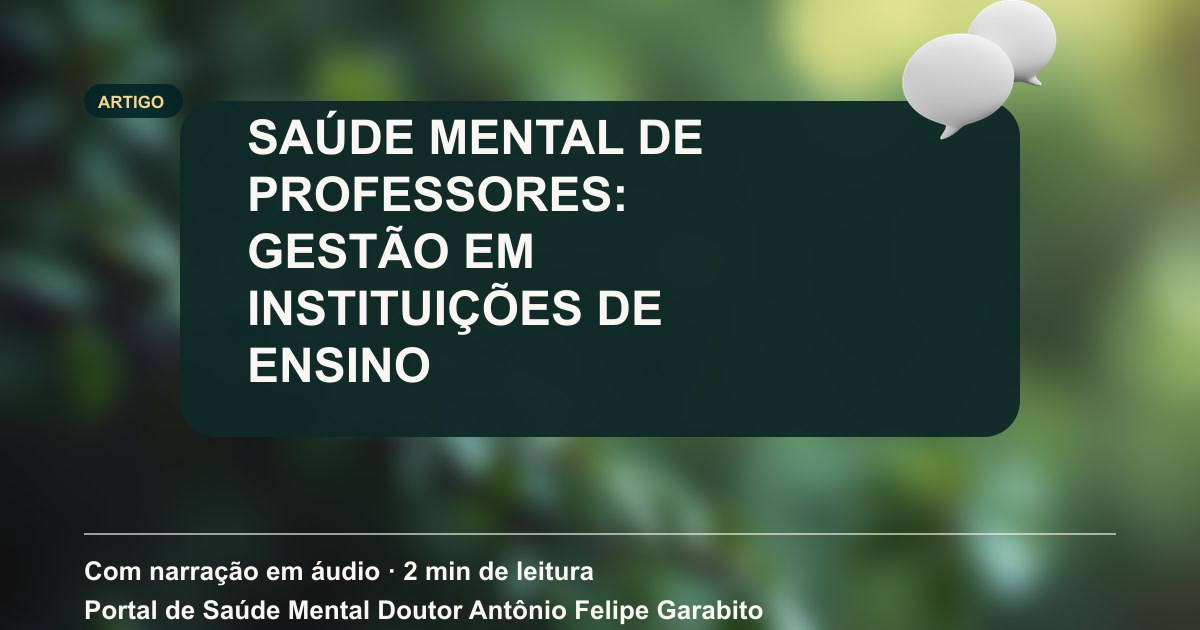 ARTIGO
SAÚDE MENTAL DE
PROFESSORES:
GESTÃO EM
INSTITUIÇÕES DE
ENSINO
Com narração em áudio · 2 min de leitura
Portal de Saúde Mental Doutor Antônio Felipe Garabito